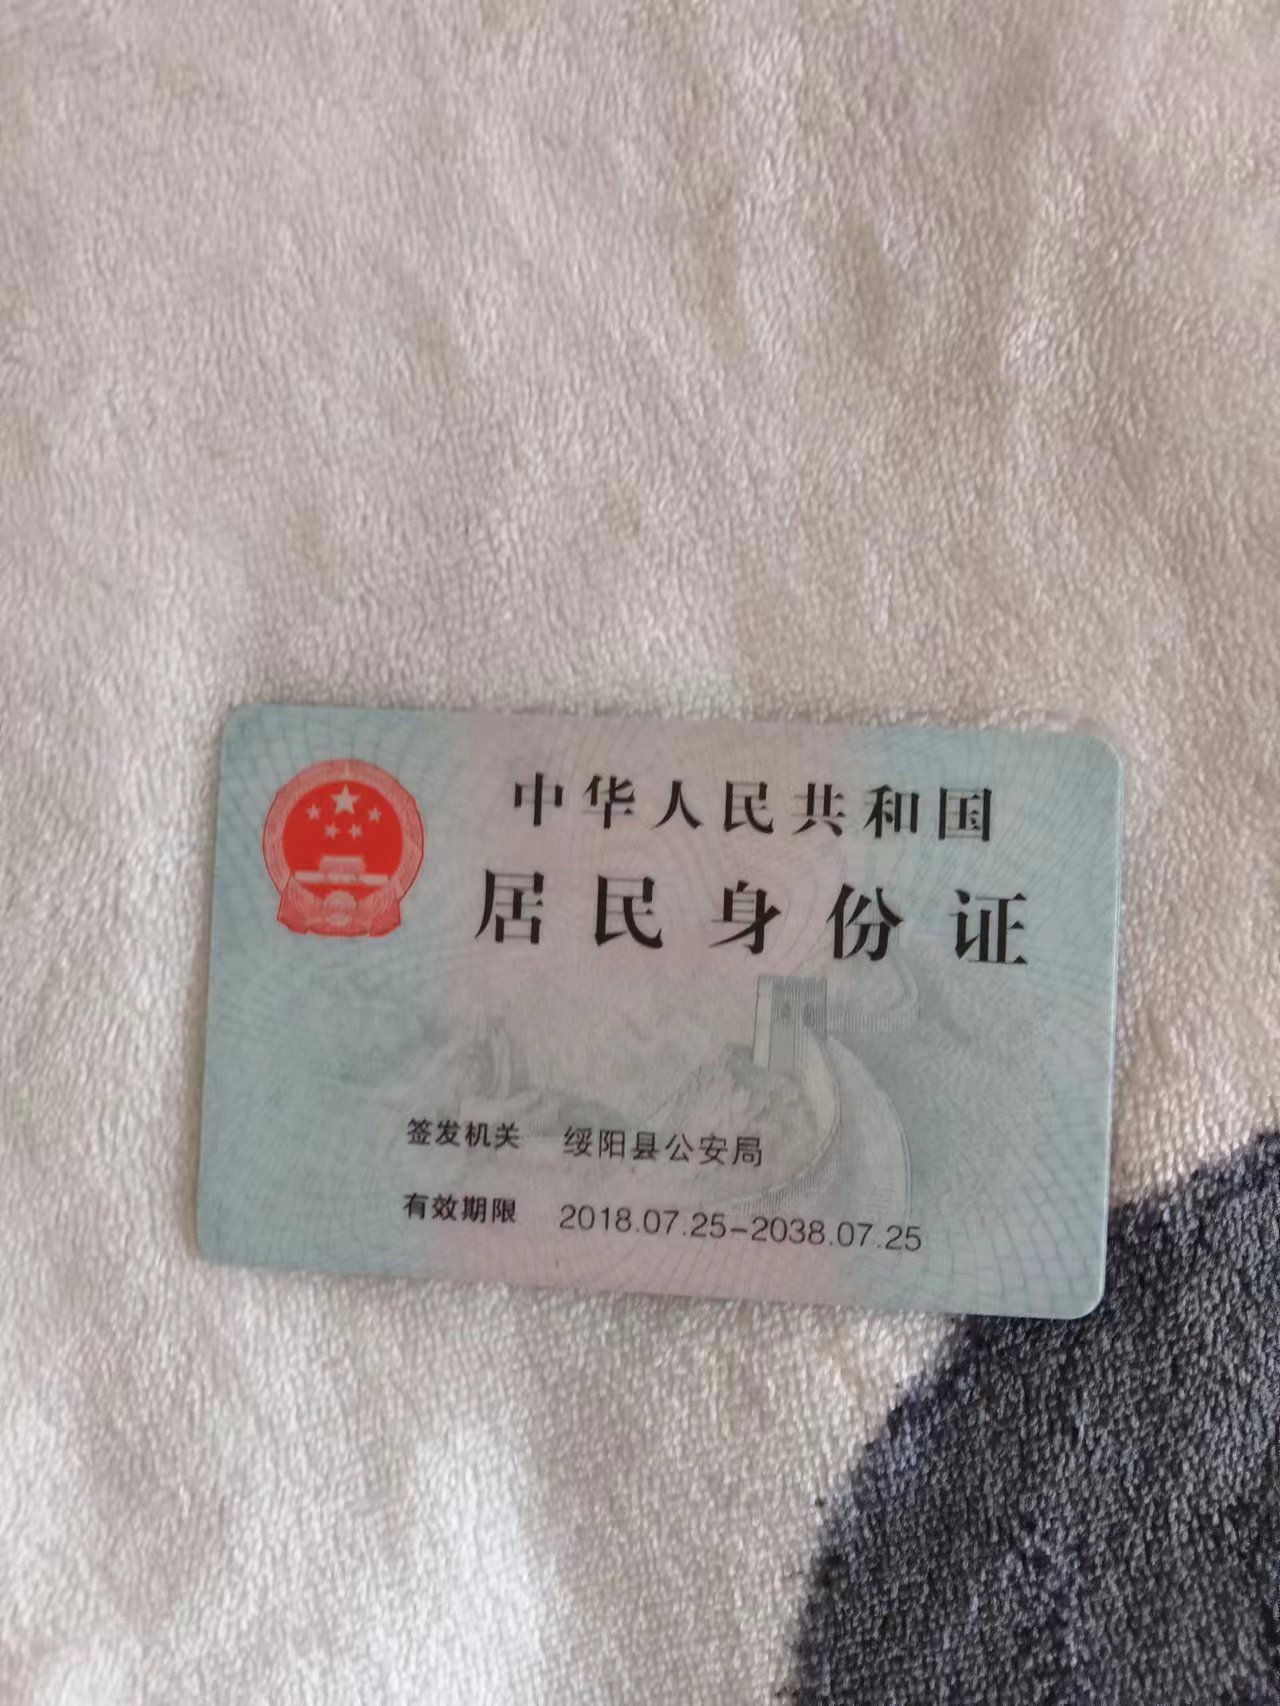 中华人民共和国
居民身份证
签发机关 绥阳县公安局
有效期限 2018.07.25-2038.07.25